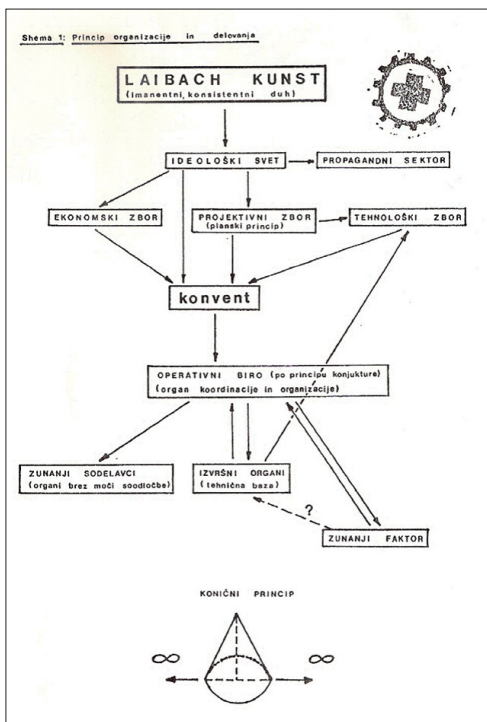 Shema 1: Princip organizacije in delovanja
LAIBACH KUNST
(imanentni, konsistentni duh)
IDEOLOŠKI SVET
PROPAGANDNI SEKTOR
EKONOMSKI ZBOR
PROJEKTIVNI ZBOR
(planski princip)
TEHNOLOŠKI ZBOR
konvent
OPERATIVNI BIRO (po principu konjukture)
(organ koordinacije in organizacije)
ZUNANJI SODELAVCI
(organi brez moči soodločbe)
IZVRŠNI ORGANI
(tehnična baza)
?
ZUNANJI FAKTOR
KONIČNI PRINCIP
∞ ∞